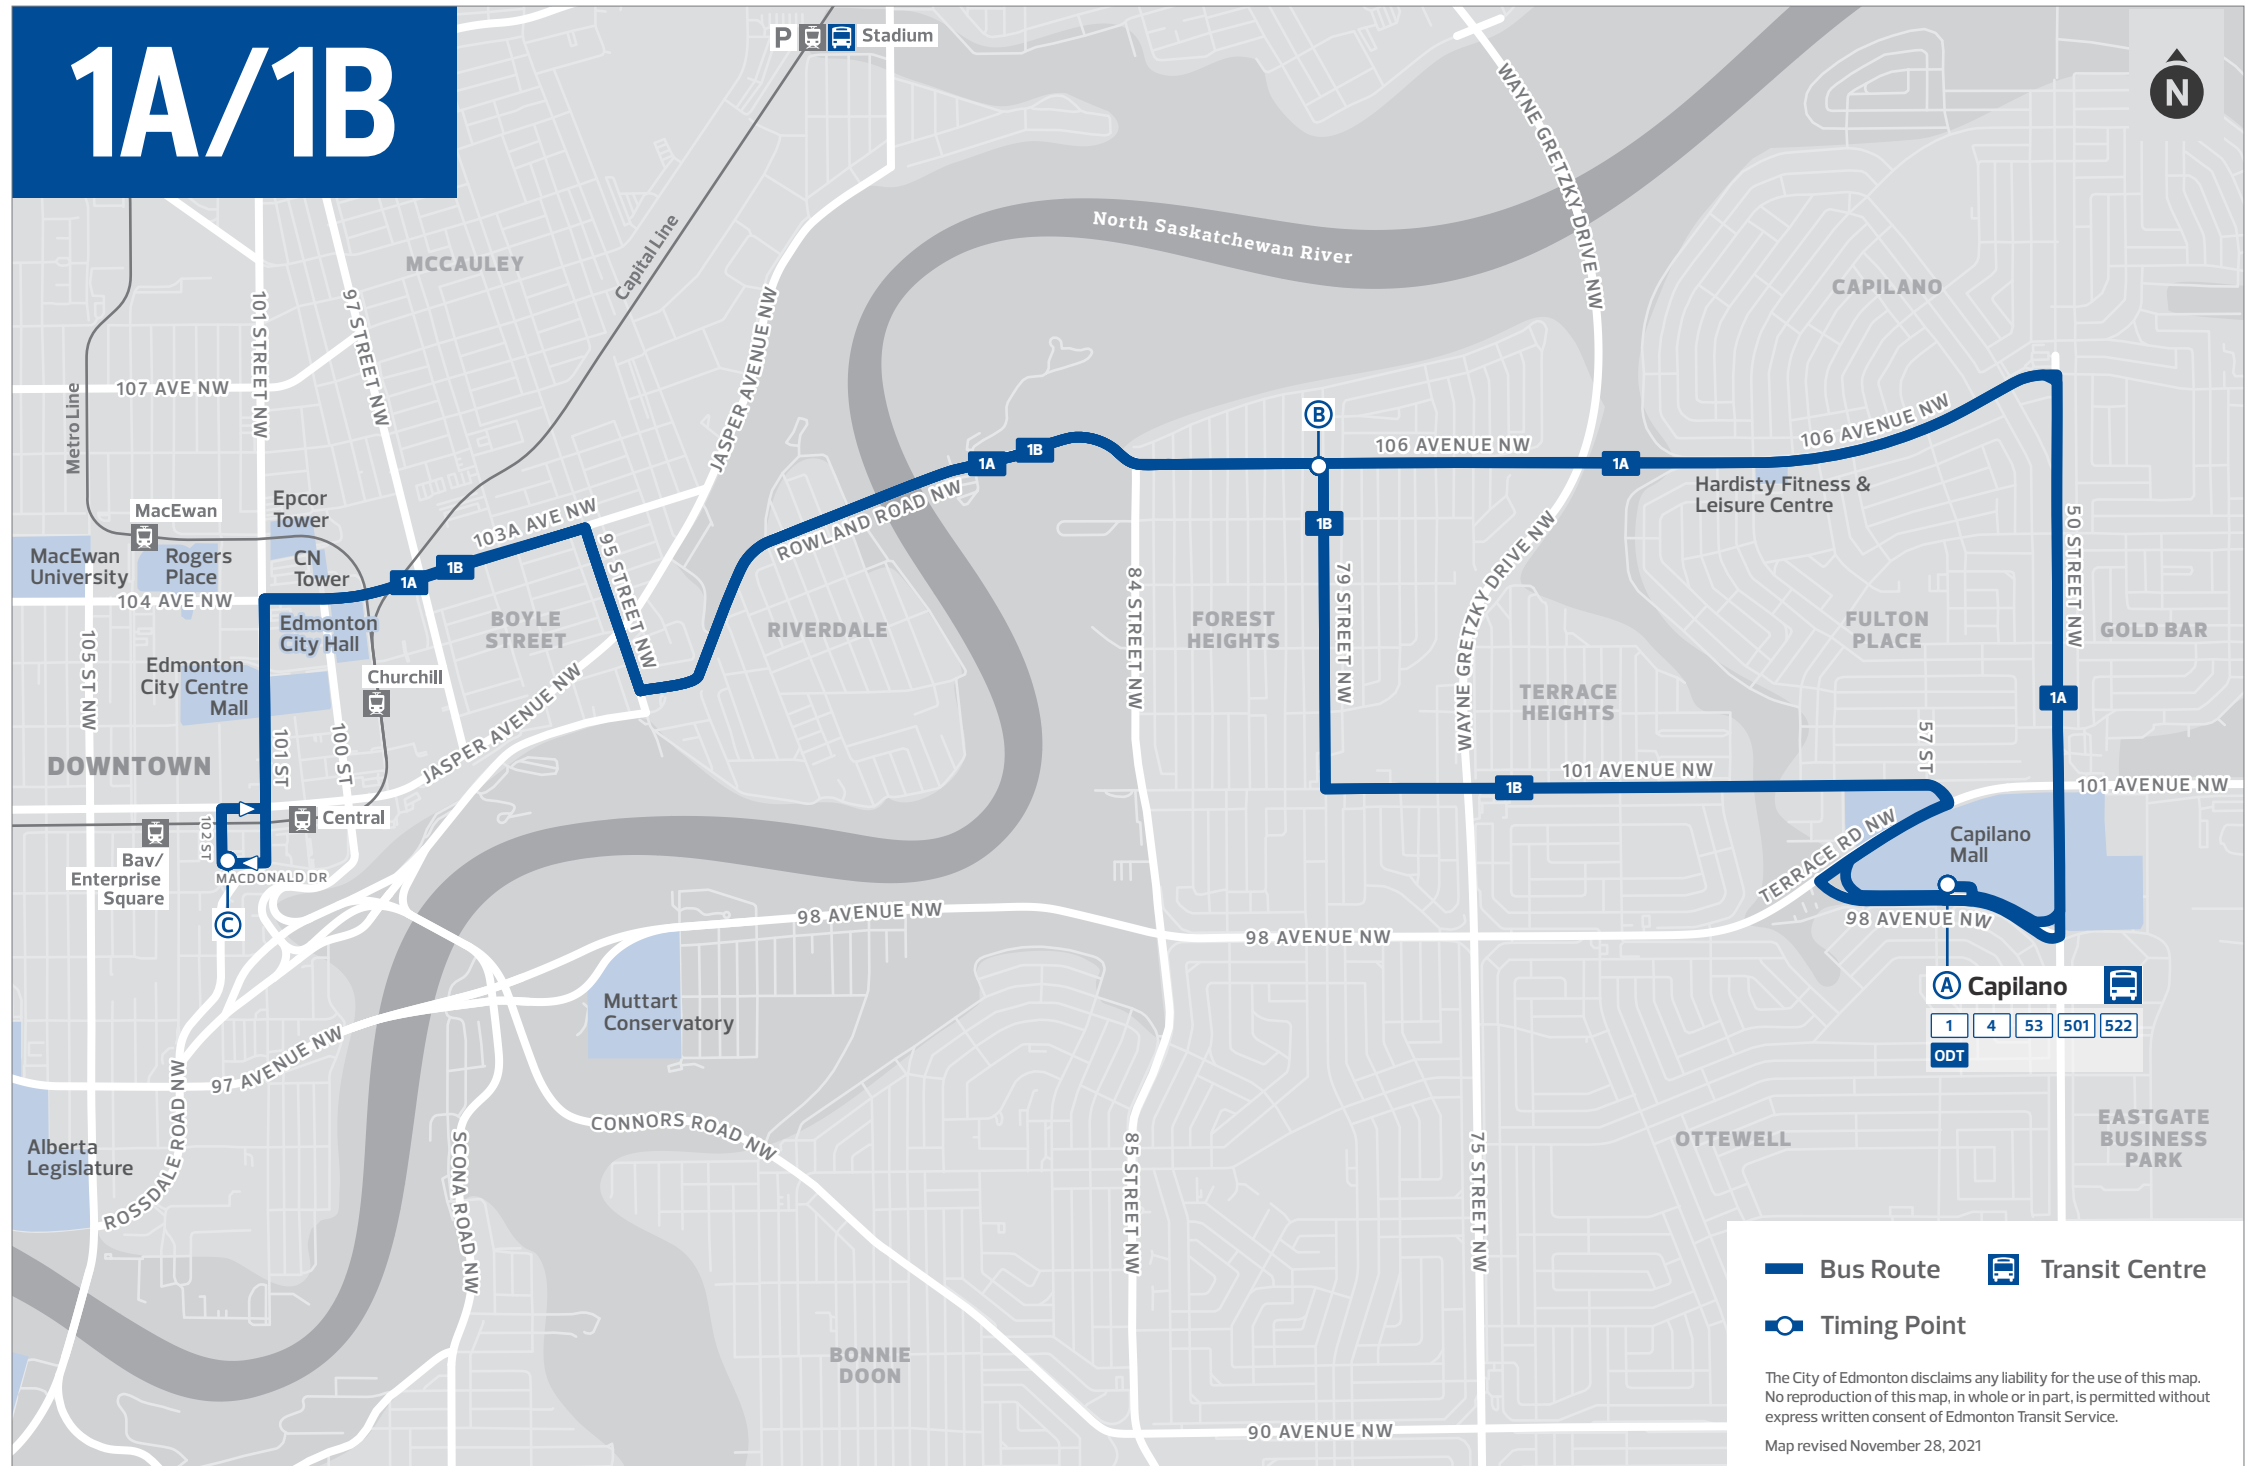 1A/1B
P
Stadium
N
WAYNE GRETZKY DRIVE NW
North Saskatchewan River
Capital Line
MCCAULEY
CAPILANO
101 STREET NW
97 STREET NW
JASPER AVENUE NW
107 AVE NW
Metro Line
B
106 AVENUE NW
106 AVENUE NW
1A
1B
1A
Hardisty Fitness &
Leisure Centre
ROWLAND ROAD NW
MacEwan
Epcor
Tower
103A AVE NW
1B
50 STREET NW
MacEwan
University
Rogers
Place
CN
Tower
1A
1B
95 STREET NW
104 AVE NW
84 STREET NW
79 STREET NW
WAYNE GRETZKY DRIVE NW
Edmonton
City Hall
BOYLE
STREET
RIVERDALE
FOREST
HEIGHTS
FULTON
PLACE
GOLD BAR
105 ST NW
Edmonton
City Centre
Mall
Churchill
TERRACE
HEIGHTS
1A
57 ST
DOWNTOWN
101 ST
100 ST
JASPER AVENUE NW
101 AVENUE NW
1B
101 AVENUE NW
102 ST
Central
Bay/
Enterprise
Square
MACDONALD DR
C
TERRACE RD NW
Capilano
Mall
98 AVENUE NW
98 AVENUE NW
98 AVENUE NW
A Capilano
1 4 53 501 522
ODT
Muttart
Conservatory
97 AVENUE NW
ROSSDALE ROAD NW
CONNORS ROAD NW
SCONA ROAD NW
85 STREET NW
75 STREET NW
OTTEWELL
EASTGATE
BUSINESS
PARK
Alberta
Legislature
BONNIE
DOON
90 AVENUE NW
Bus Route
Transit Centre
Timing Point
The City of Edmonton disclaims any liability for the use of this map.
No reproduction of this map, in whole or in part, is permitted without
express written consent of Edmonton Transit Service.
Map revised November 28, 2021